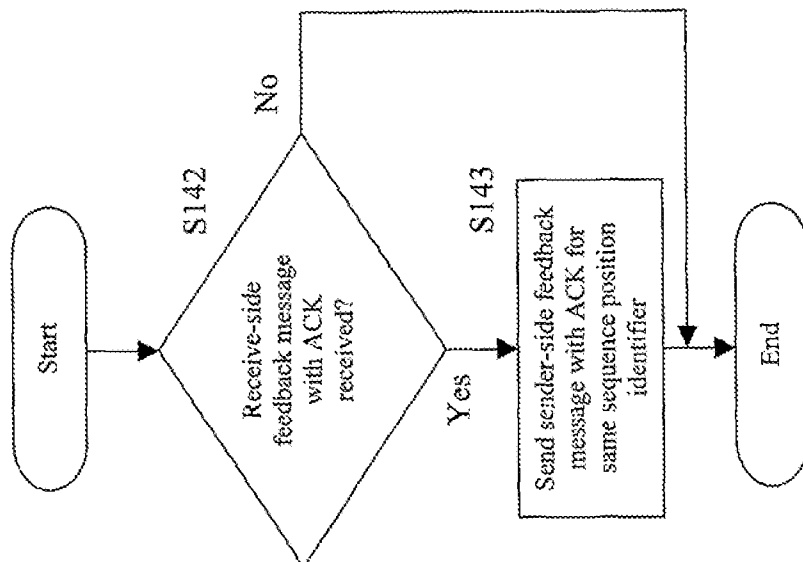 Start
S142
Receive-side
feedback message
with ACK
received?
No
Yes
S143
Send sender-side feedback
message with ACK for
same sequence position
identifier
End